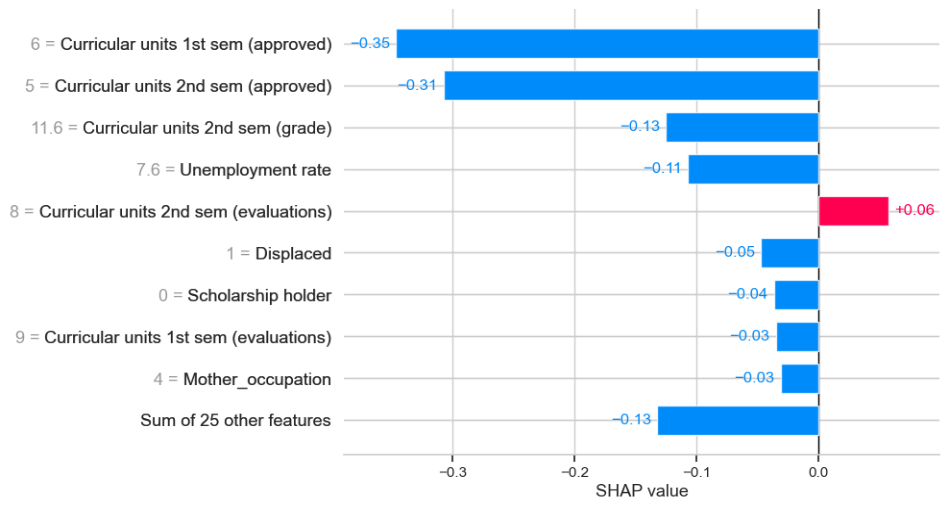 6 = Curricular units 1st sem (approved) −0.35
5 = Curricular units 2nd sem (approved) −0.31
11.6 = Curricular units 2nd sem (grade) −0.13
7.6 = Unemployment rate −0.11
8 = Curricular units 2nd sem (evaluations) +0.06
1 = Displaced −0.05
0 = Scholarship holder −0.04
9 = Curricular units 1st sem (evaluations) −0.03
4 = Mother_occupation −0.03
Sum of 25 other features −0.13
−0.3 −0.2 −0.1 0.0
SHAP value